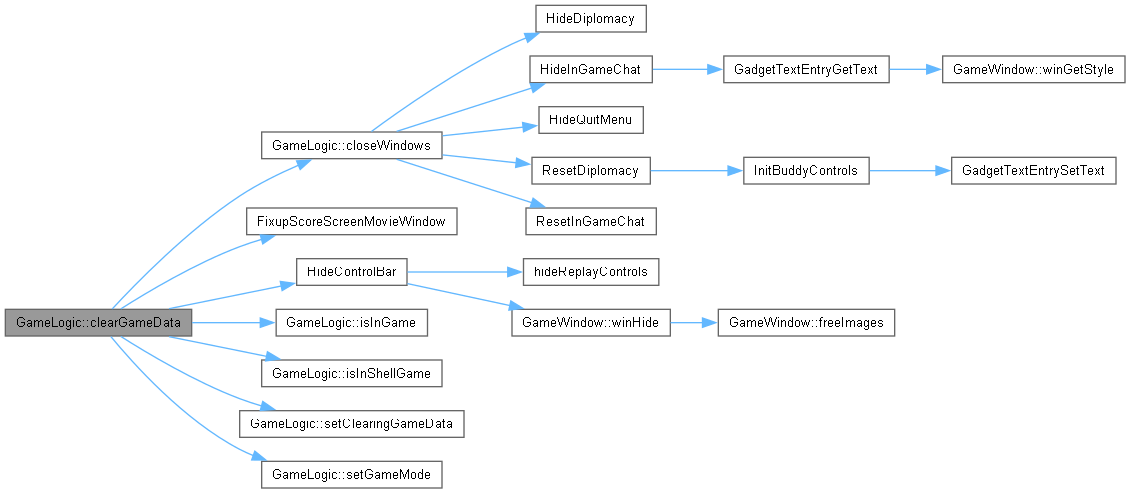 HideDiplomacy
HideInGameChat
GadgetTextEntryGetText
GameWindow::winGetStyle
HideQuitMenu
GameLogic::closeWindows
ResetDiplomacy
InitBuddyControls
GadgetTextEntrySetText
ResetInGameChat
FixupScoreScreenMovieWindow
HideControlBar
hideReplayControls
GameLogic::clearGameData
GameLogic::isInGame
GameWindow::winHide
GameWindow::freeImages
GameLogic::isInShellGame
GameLogic::setClearingGameData
GameLogic::setGameMode